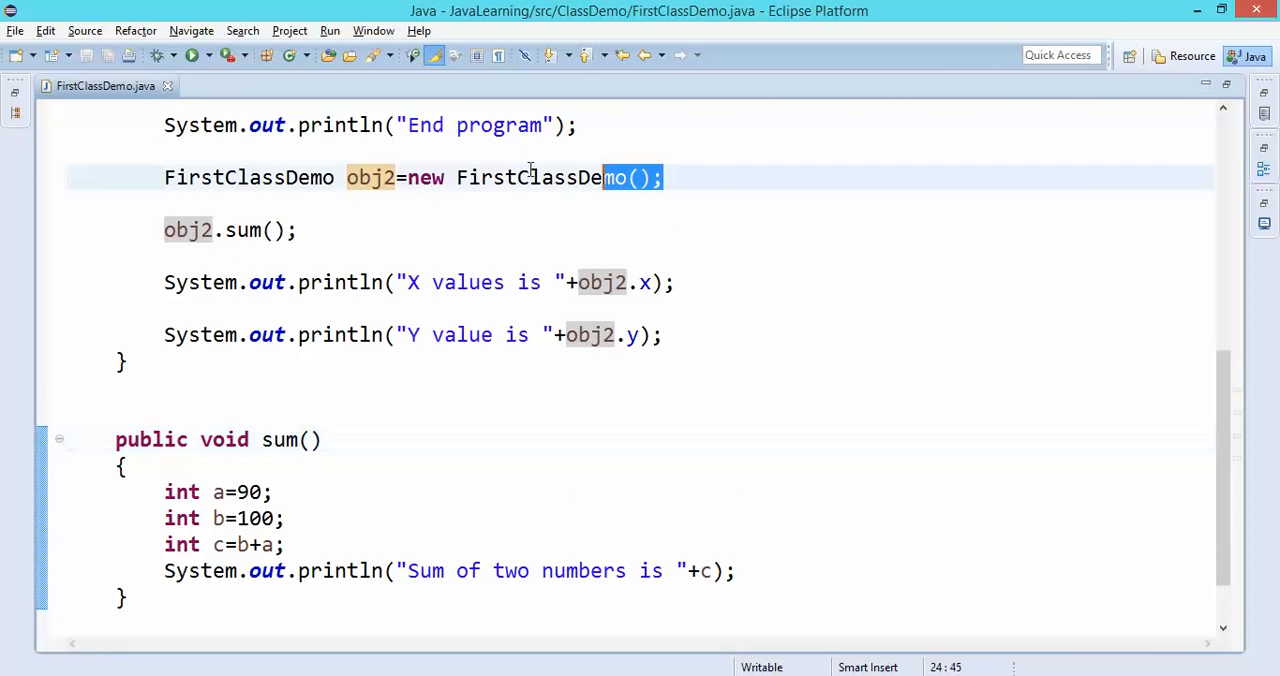 Java - JavaLearning/src/ClassDemo/FirstClassDemo.java - Eclipse Platform
File Edit Source Refactor Navigate Search Project Run Window Help
Quick Access Resource Java
FirstClassDemo.java
System.out.println("End program");
FirstClassDemo obj2=new FirstClassDemo();
obj2.sum();
System.out.println("X values is "+obj2.x);
System.out.println("Y value is "+obj2.y);
}
public void sum()
{
int a=90;
int b=100;
int c=b+a;
System.out.println("Sum of two numbers is "+c);
}
Writable Smart Insert 24:45